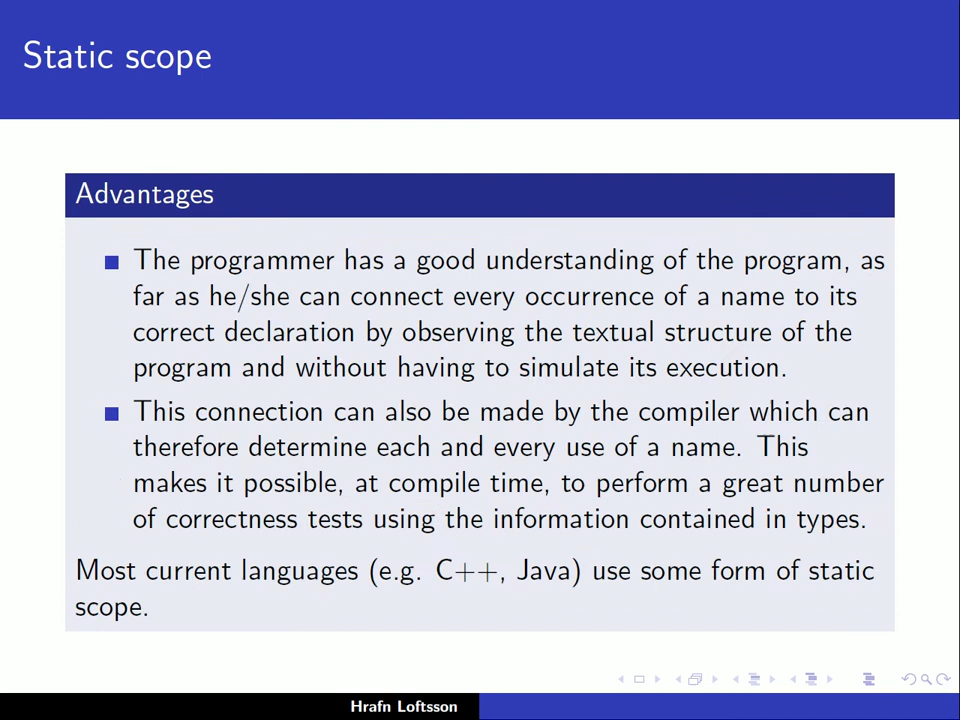 Static scope
Advantages
The programmer has a good understanding of the program, as
far as he/she can connect every occurrence of a name to its
correct declaration by observing the textual structure of the
program and without having to simulate its execution.
This connection can also be made by the compiler which can
therefore determine each and every use of a name. This
makes it possible, at compile time, to perform a great number
of correctness tests using the information contained in types.
Most current languages (e.g. C++, Java) use some form of static
scope.
Hrafn Loftsson